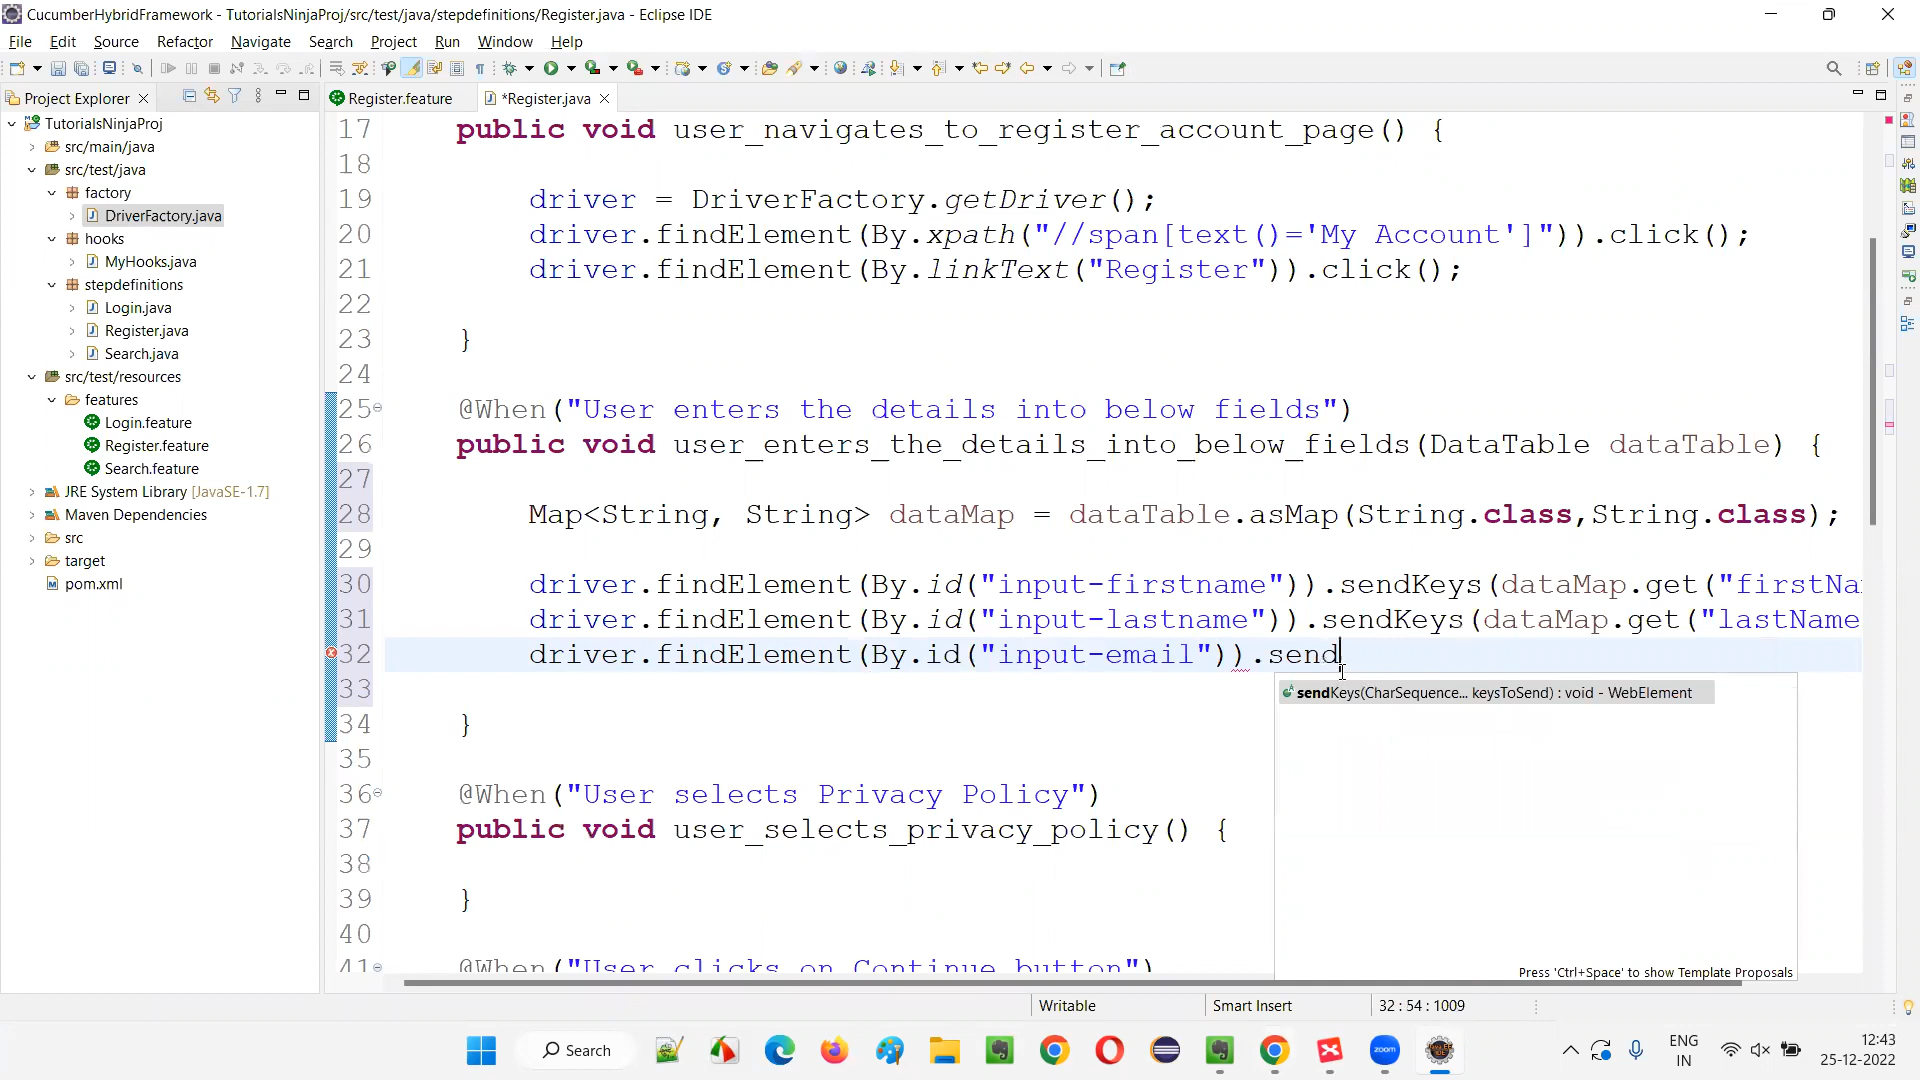 CucumberHybridFramework - TutorialsNinjaProj/src/test/java/stepdefinitions/Register.java - Eclipse IDE
File Edit Source Refactor Navigate Search Project Run Window Help
Project Explorer
Register.feature
*Register.java
TutorialsNinjaProj
src/main/java
src/test/java
factory
DriverFactory.java
hooks
MyHooks.java
stepdefinitions
Login.java
Register.java
Search.java
src/test/resources
features
Login.feature
Register.feature
Search.feature
JRE System Library [JavaSE-1.7]
Maven Dependencies
src
target
pom.xml
17 public void user_navigates_to_register_account_page() {
18
19 driver = DriverFactory.getDriver();
20 driver.findElement(By.xpath("//span[text()='My Account']")).click();
21 driver.findElement(By.linkText("Register")).click();
22
23 }
24
25 @When("User enters the details into below fields")
26 public void user_enters_the_details_into_below_fields(DataTable dataTable) {
27
28 Map<String, String> dataMap = dataTable.asMap(String.class,String.class);
29
30 driver.findElement(By.id("input-firstname")).sendKeys(dataMap.get("firstNa
31 driver.findElement(By.id("input-lastname")).sendKeys(dataMap.get("lastName
32 driver.findElement(By.id("input-email")).send
33
34 }
35
36 @When("User selects Privacy Policy")
37 public void user_selects_privacy_policy() {
38
39 }
40
41 @When("User clicks on Continue button")
sendKeys(CharSequence... keysToSend) : void - WebElement
Press 'Ctrl+Space' to show Template Proposals
Writable
Smart Insert
32 : 54 : 1009
Search
zoom
ENG
IN
12:43
25-12-2022